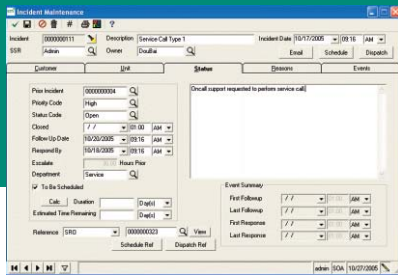 Incident Maintenance
Incident 0000000111 Description Service Call Type 1 Incident Date 10/17/2005 09:16 AM
SSR Admin Owner DouBai Email Schedule Dispatch
Customer Unit Status Reasons Events
Prior Incident 0000000004
Priority Code High
Status Code Open
Closed / / 01:00 AM
Follow Up Date 10/20/2005 09:16 AM
Respond By 10/18/2005 09:16 AM
Escalate Hours Prior
Department Service
To Be Scheduled
Calc Duration Day(s)
Estimated Time Remaining Day(s)
Reference SRO 0000000323 View
Schedule Ref Dispatch Ref
Oncall support requested to perform service call.
Event Summary
First Followup / / AM
Last Followup / / AM
First Response / / AM
Last Response / / AM
admin SOA 10/27/2005